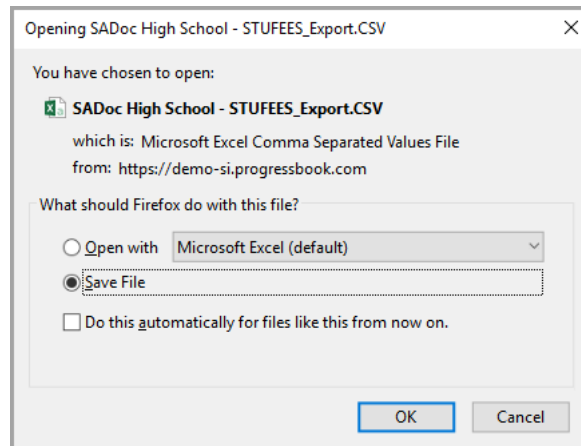 Opening SADoc High School - STUFEES_Export.CSV
You have chosen to open:
SADoc High School - STUFEES_Export.CSV
which is: Microsoft Excel Comma Separated Values File
from: https://demo-si.progressbook.com
What should Firefox do with this file?
Open with Microsoft Excel (default)
Save File
Do this automatically for files like this from now on.
OK Cancel